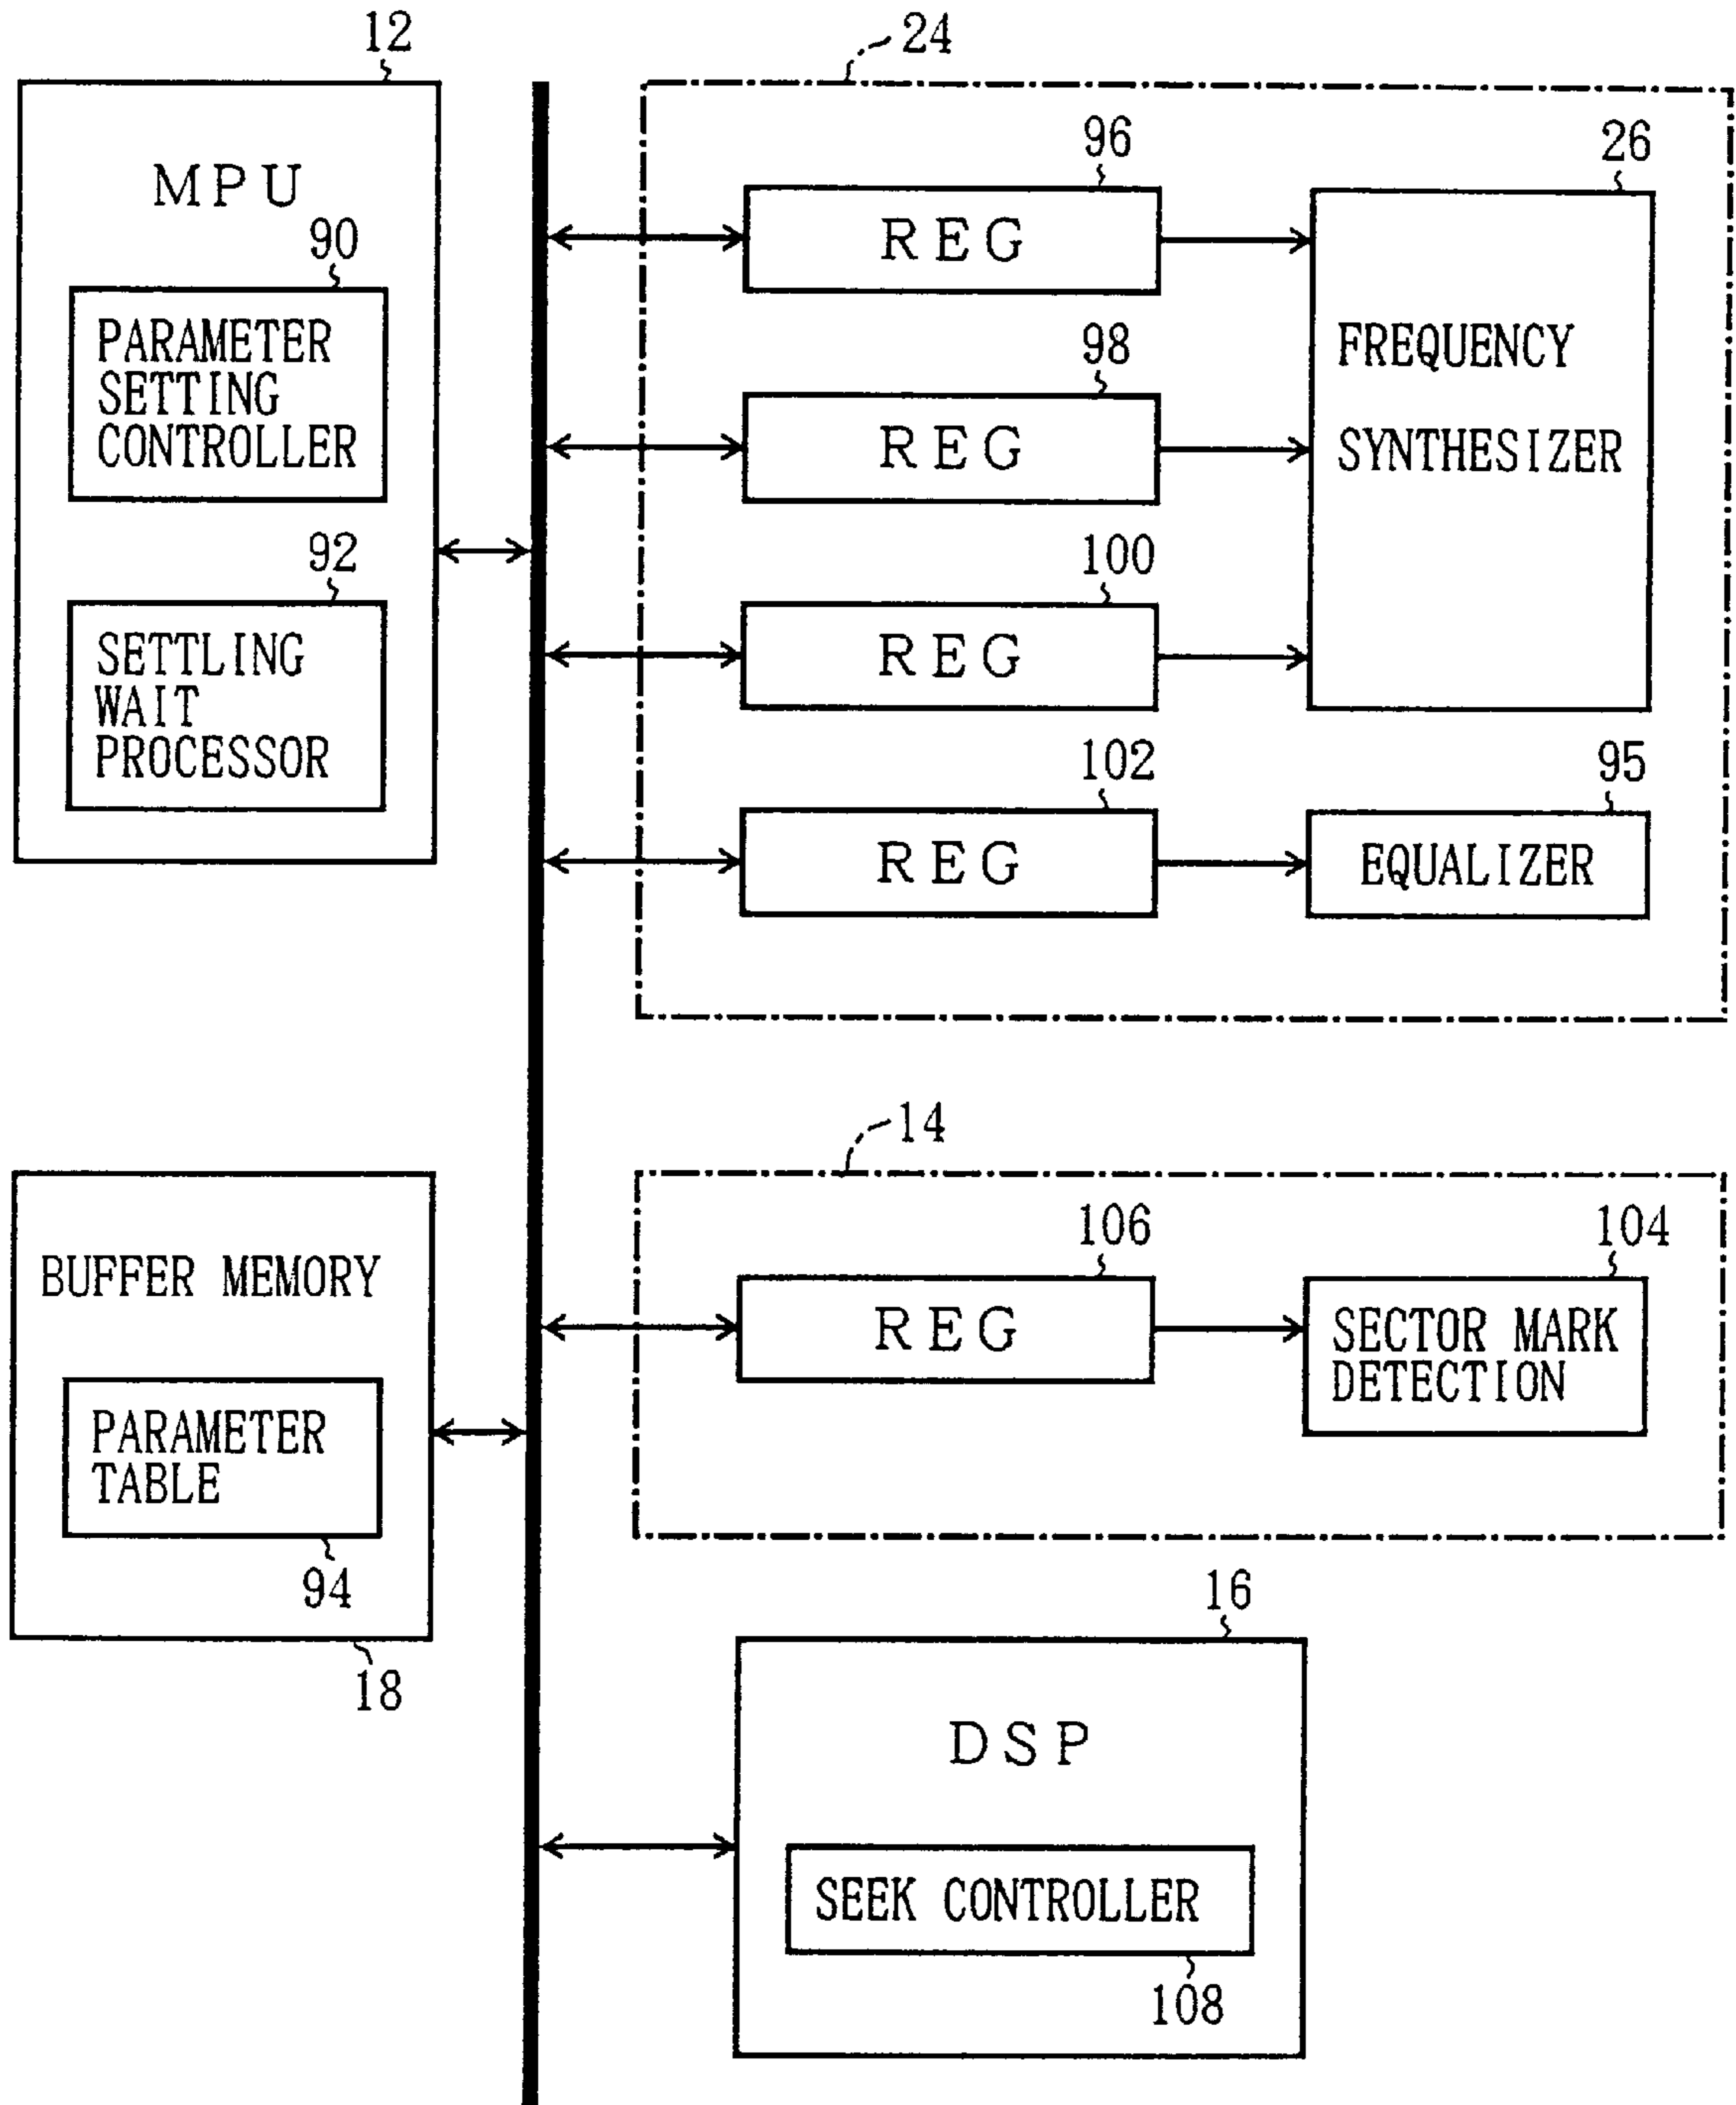 12
MPU
90
PARAMETER
SETTING
CONTROLLER
92
SETTLING
WAIT
PROCESSOR
24
96
REG
26
FREQUENCY
SYNTHESIZER
98
REG
100
REG
102
REG
95
EQUALIZER
BUFFER MEMORY
PARAMETER
TABLE
94
18
14
106
REG
104
SECTOR MARK
DETECTION
16
DSP
SEEK CONTROLLER
108